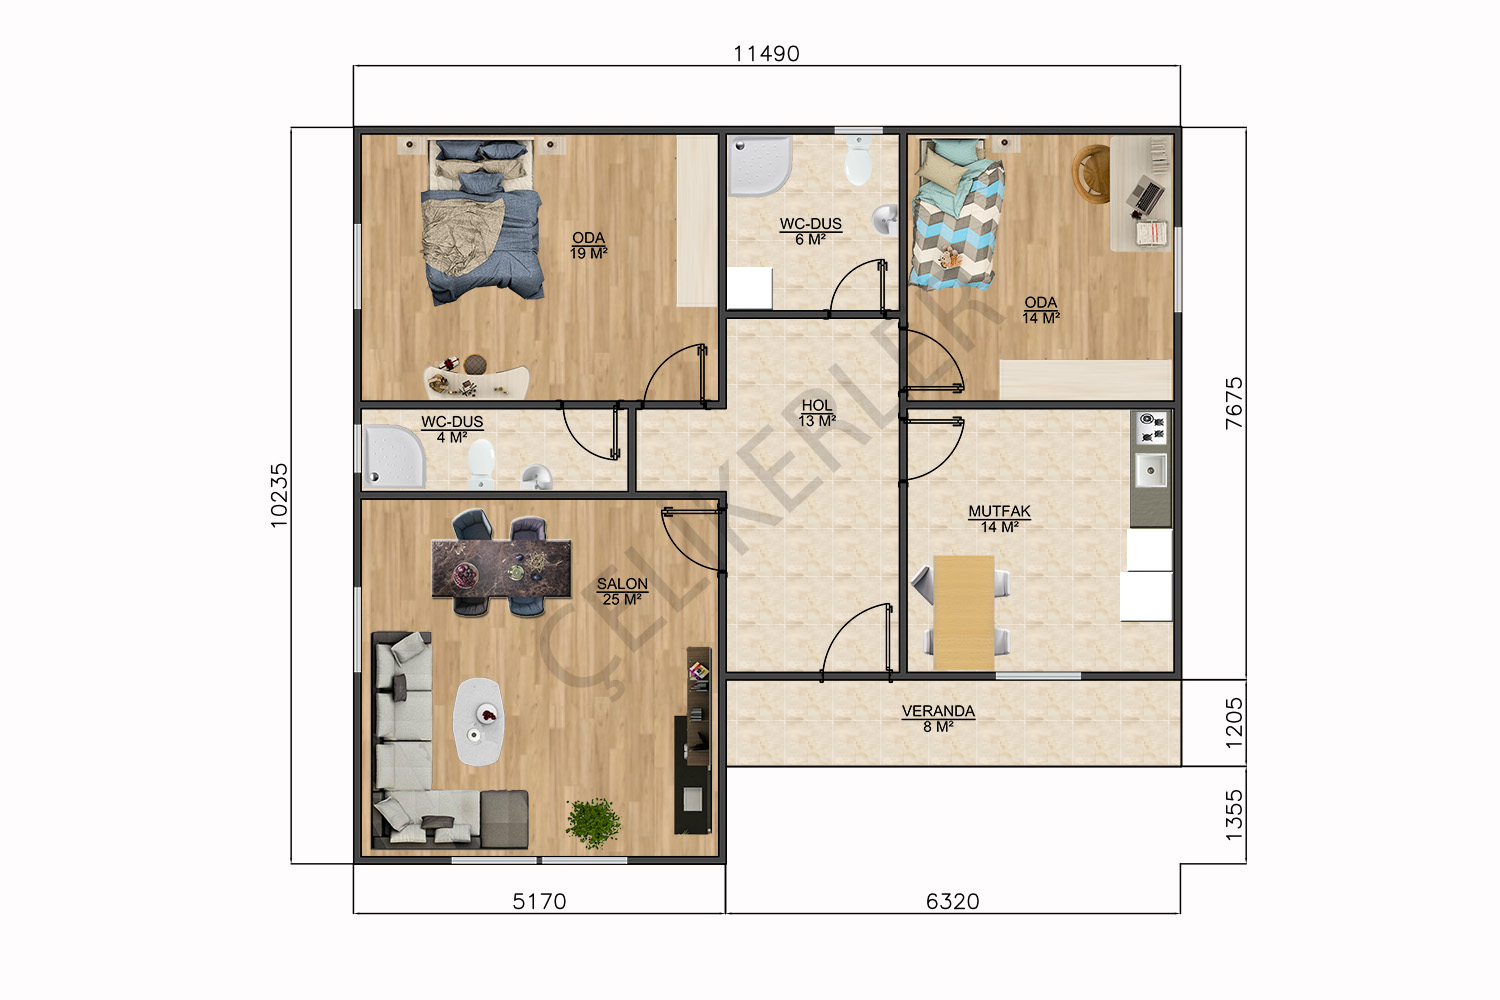 11490
ODA
19 M²
WC-DUS
6 M²
ODA
14 M²
WC-DUS
4 M²
HOL
13 M²
MUTFAK
14 M²
SALON
25 M²
VERANDA
8 M²
ÇELİKERLER
10235
7675
1205
1355
5170
6320